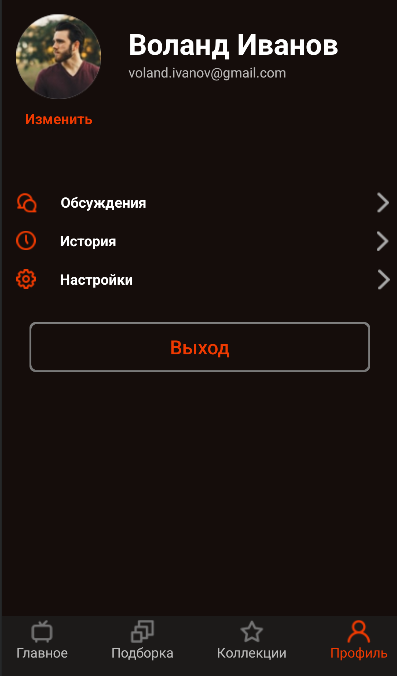 Воланд Иванов
voland.ivanov@gmail.com
Изменить
Обсуждения
История
Настройки
Выход
Главное Подборка Коллекции Профиль